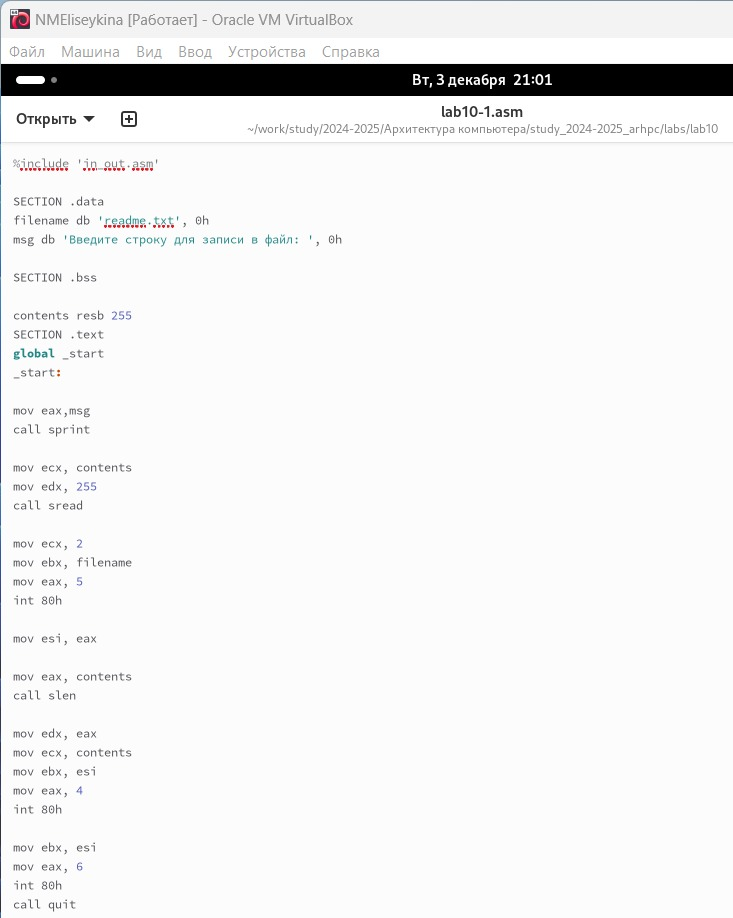 NMEliseykina [Работает] - Oracle VM VirtualBox
Файл Машина Вид Ввод Устройства Справка
Вт, 3 декабря 21:01
Открыть
lab10-1.asm
~/work/study/2024-2025/Архитектура компьютера/study_2024-2025_arhpc/labs/lab10
%include 'in_out.asm'
SECTION .data
filename db 'readme.txt', 0h
msg db 'Введите строку для записи в файл: ', 0h
SECTION .bss
contents resb 255
SECTION .text
global _start
_start:
mov eax,msg
call sprint
mov ecx, contents
mov edx, 255
call sread
mov ecx, 2
mov ebx, filename
mov eax, 5
int 80h
mov esi, eax
mov eax, contents
call slen
mov edx, eax
mov ecx, contents
mov ebx, esi
mov eax, 4
int 80h
mov ebx, esi
mov eax, 6
int 80h
call quit